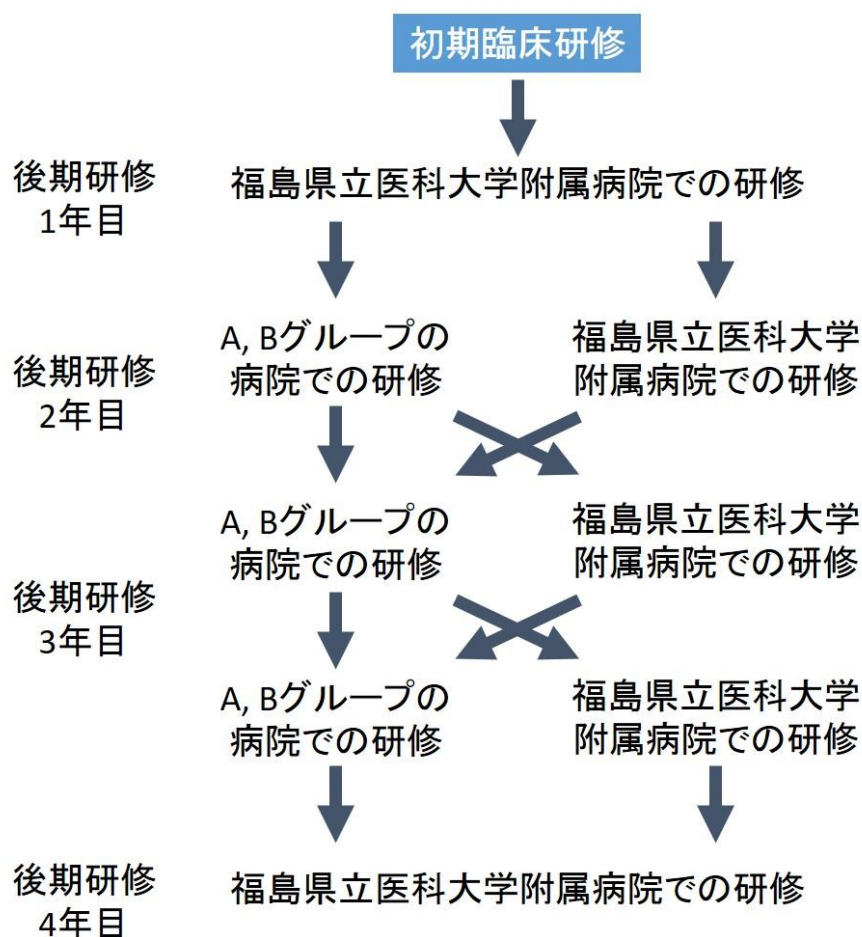 初期臨床研修
後期研修
1年目
福島県立医科大学附属病院での研修
後期研修
2年目
A, Bグループの
病院での研修
福島県立医科大学
附属病院での研修
A, Bグループの
病院での研修
福島県立医科大学
附属病院での研修
後期研修
3年目
A, Bグループの
病院での研修
福島県立医科大学
附属病院での研修
後期研修
4年目
福島県立医科大学附属病院での研修